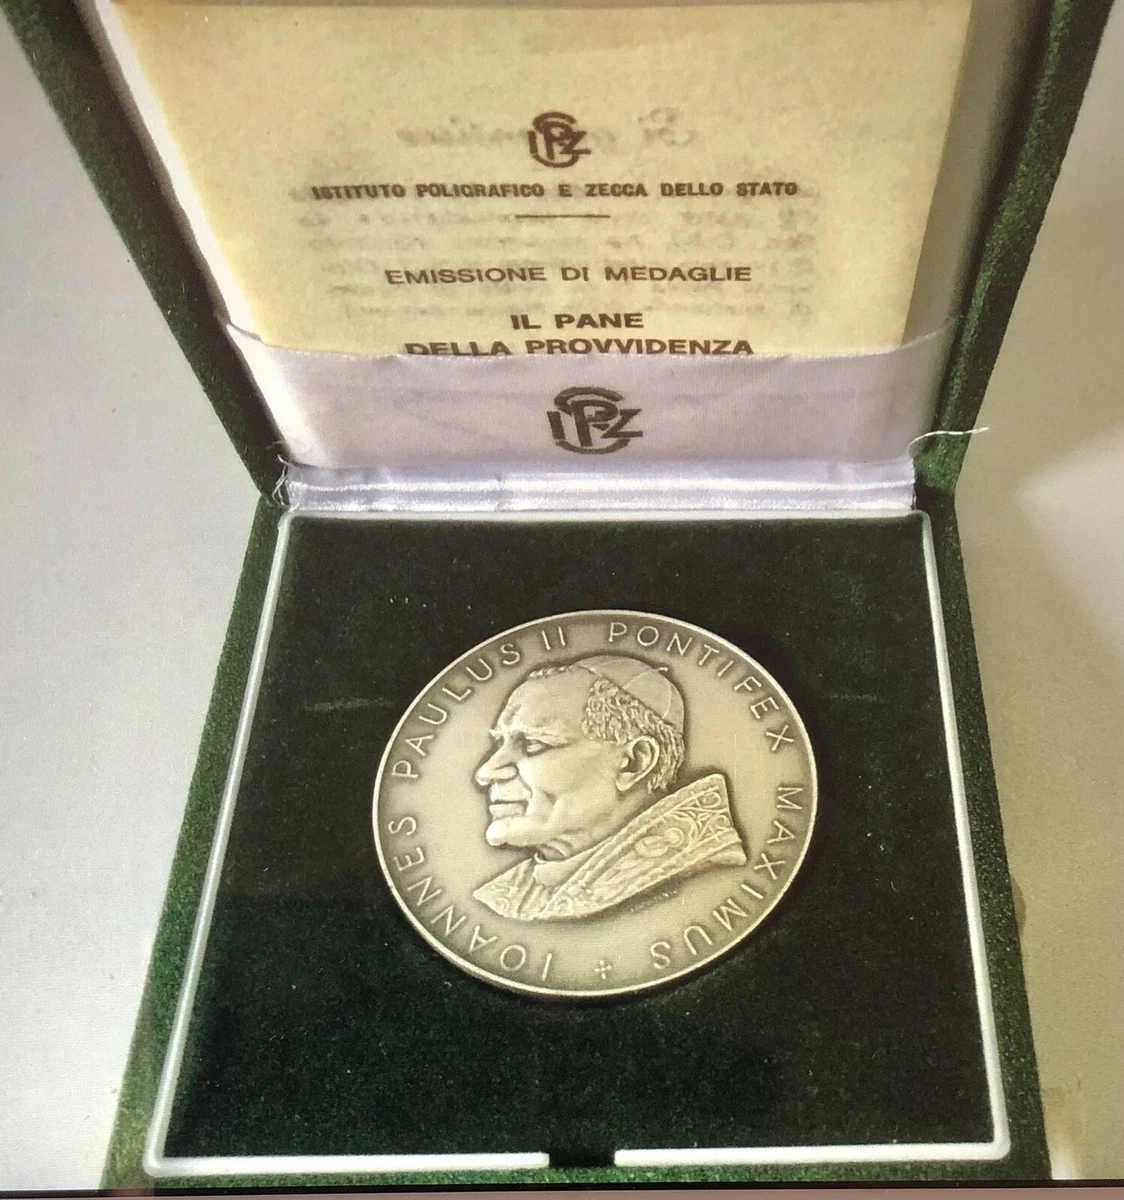 IPZS
ISTITUTO POLIGRAFICO E ZECCA DELLO STATO
EMISSIONE DI MEDAGLIE
IL PANE
DELLA PROVVIDENZA
IPZS
IOANNES PAULUS II PONTIFEX MAXIMUS